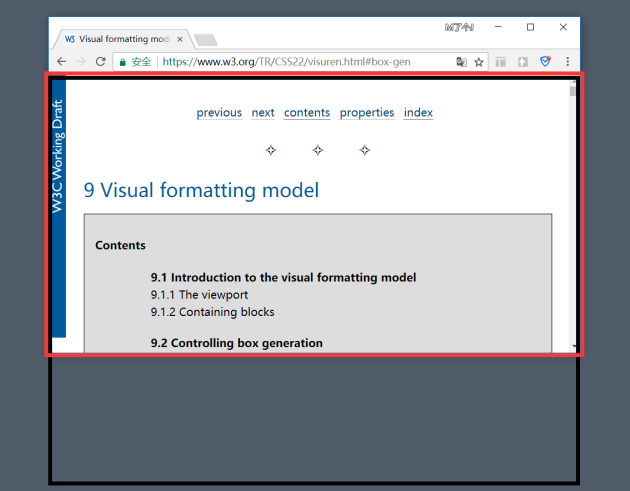 Visual formatting mode
安全 https://www.w3.org/TR/CSS22/visuren.html#box-gen
W3C Working Draft
previous next contents properties index
9 Visual formatting model
Contents
9.1 Introduction to the visual formatting model
9.1.1 The viewport
9.1.2 Containing blocks
9.2 Controlling box generation